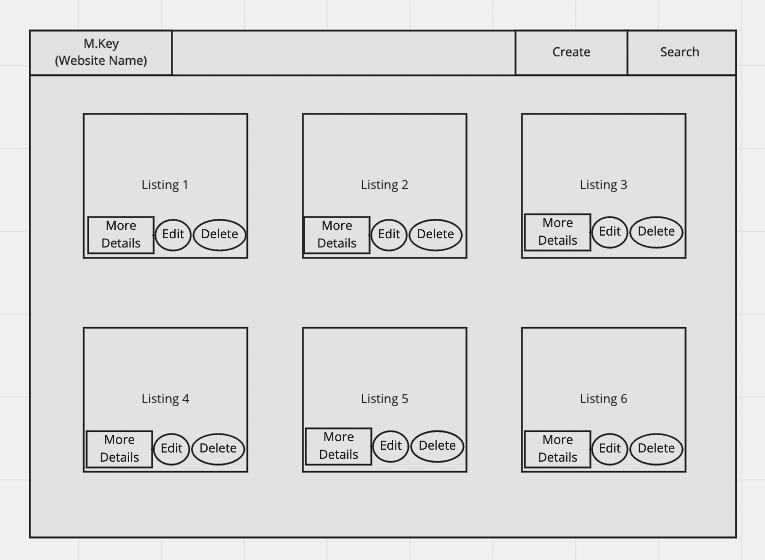 M.Key
(Website Name)
Create
Search
Listing 1
More
Details
Edit
Delete
Listing 2
More
Details
Edit
Delete
Listing 3
More
Details
Edit
Delete
Listing 4
More
Details
Edit
Delete
Listing 5
More
Details
Edit
Delete
Listing 6
More
Details
Edit
Delete